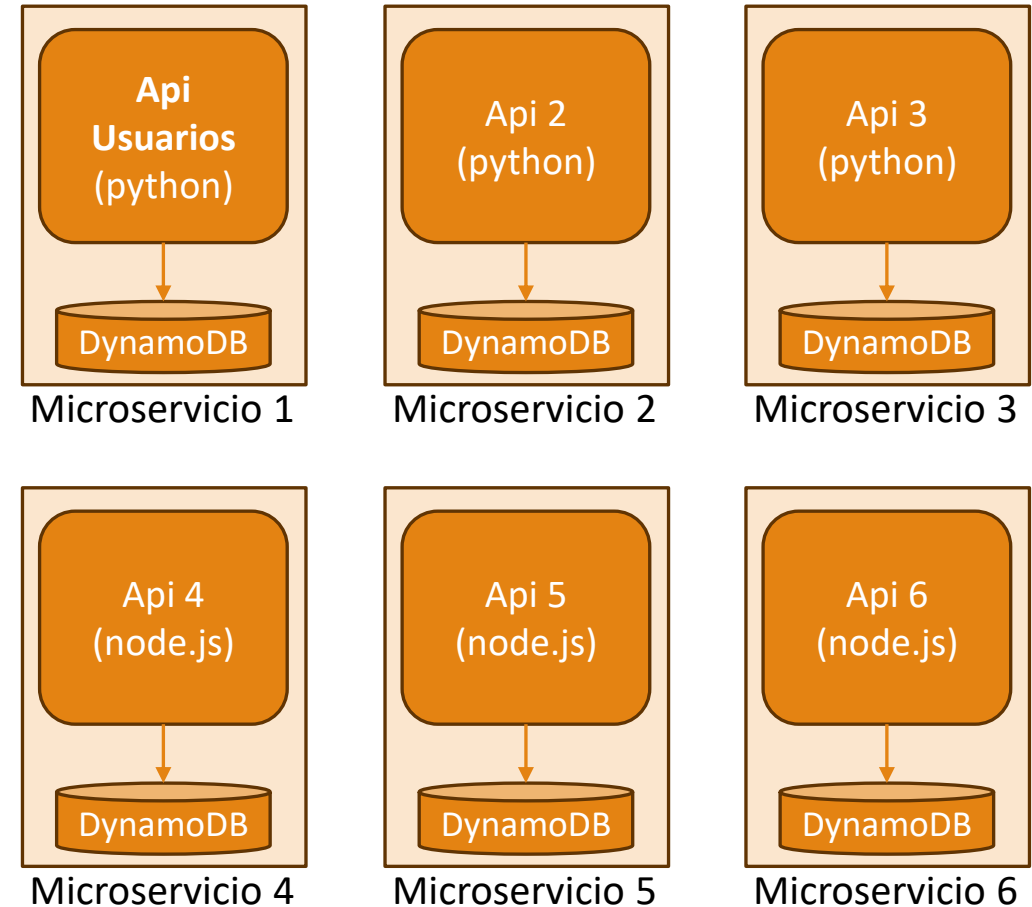 Api
Usuarios
(python)
DynamoDB
Microservicio 1
Api 2
(python)
DynamoDB
Microservicio 2
Api 3
(python)
DynamoDB
Microservicio 3
Api 4
(node.js)
DynamoDB
Microservicio 4
Api 5
(node.js)
DynamoDB
Microservicio 5
Api 6
(node.js)
DynamoDB
Microservicio 6